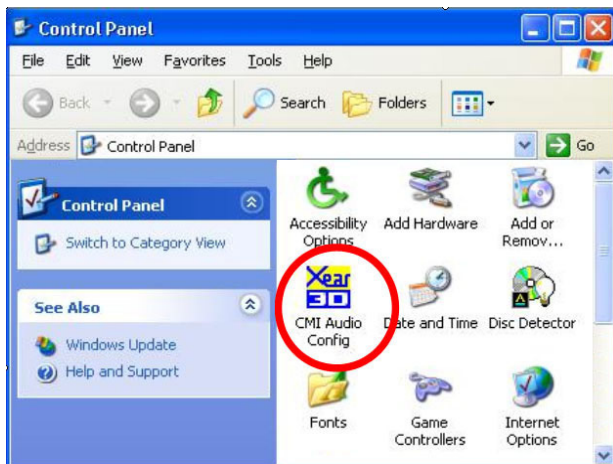 Control Panel
File Edit View Favorites Tools Help
Back Search Folders
Address Control Panel Go
Control Panel
Switch to Category View
See Also
Windows Update
Help and Support
Accessibility Options
Add Hardware
Add or Remov...
Xear 3D
CMI Audio Config
Date and Time
Disc Detector
Fonts
Game Controllers
Internet Options